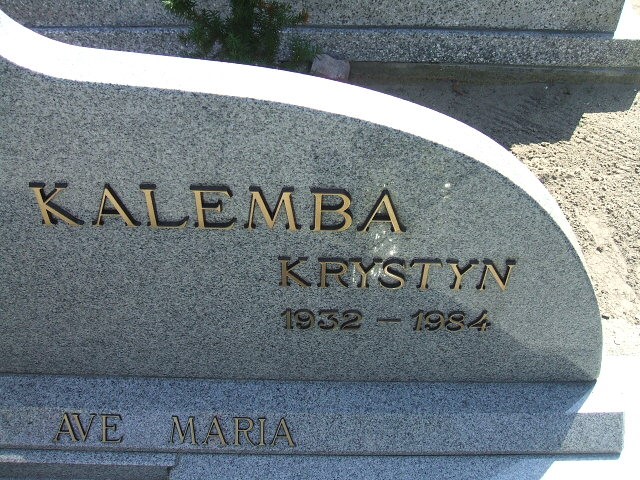 KALEMBA
KRYSTYN
1932 - 1984
AVE MARIA